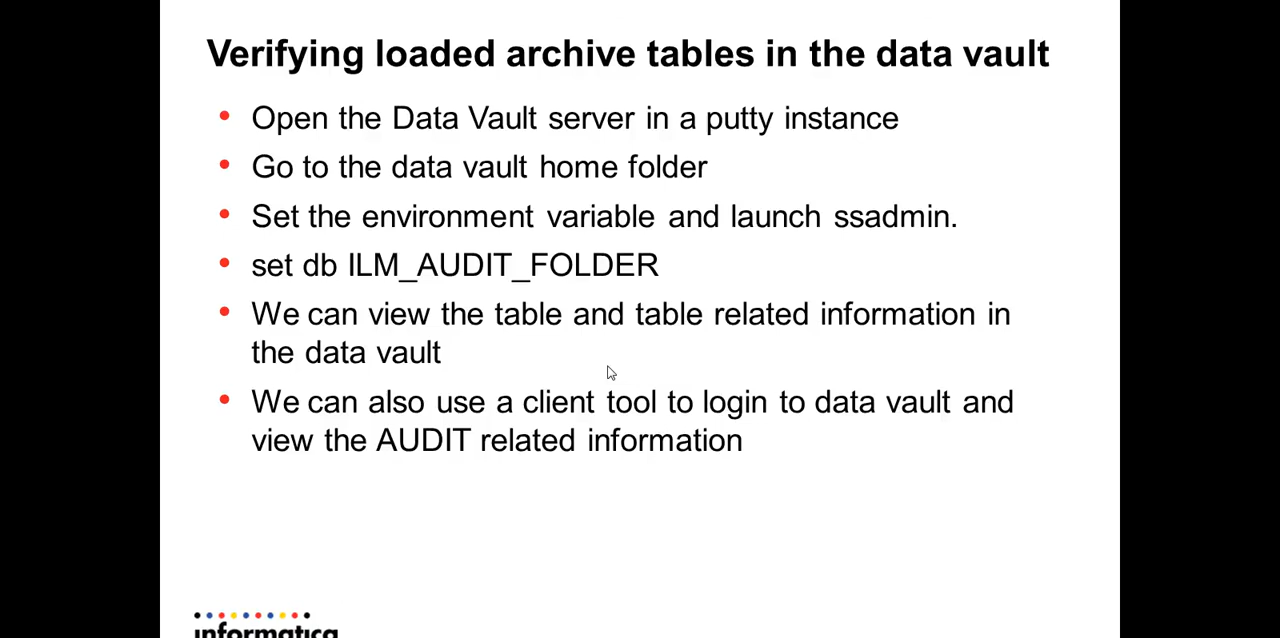 Verifying loaded archive tables in the data vault
• Open the Data Vault server in a putty instance
• Go to the data vault home folder
• Set the environment variable and launch ssadmin.
• set db ILM_AUDIT_FOLDER
• We can view the table and table related information in
the data vault
• We can also use a client tool to login to data vault and
view the AUDIT related information
informatica